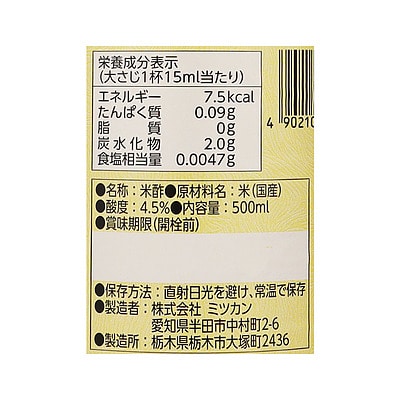 栄養成分表示
(大さじ1杯15ml当たり)
エネルギー 7.5kcal
たんぱく質 0.09g
脂質 0g
炭水化物 2.0g
食塩相当量 0.0047g
4 90210
●名称：米酢●原材料名：米(国産)
●酸度：4.5%●内容量：500ml
●賞味期限(開栓前)
●保存方法：直射日光を避け、常温で保存
●製造者：株式会社 ミツカン
愛知県半田市中村町2-6
●製造所：栃木県栃木市大塚町2436